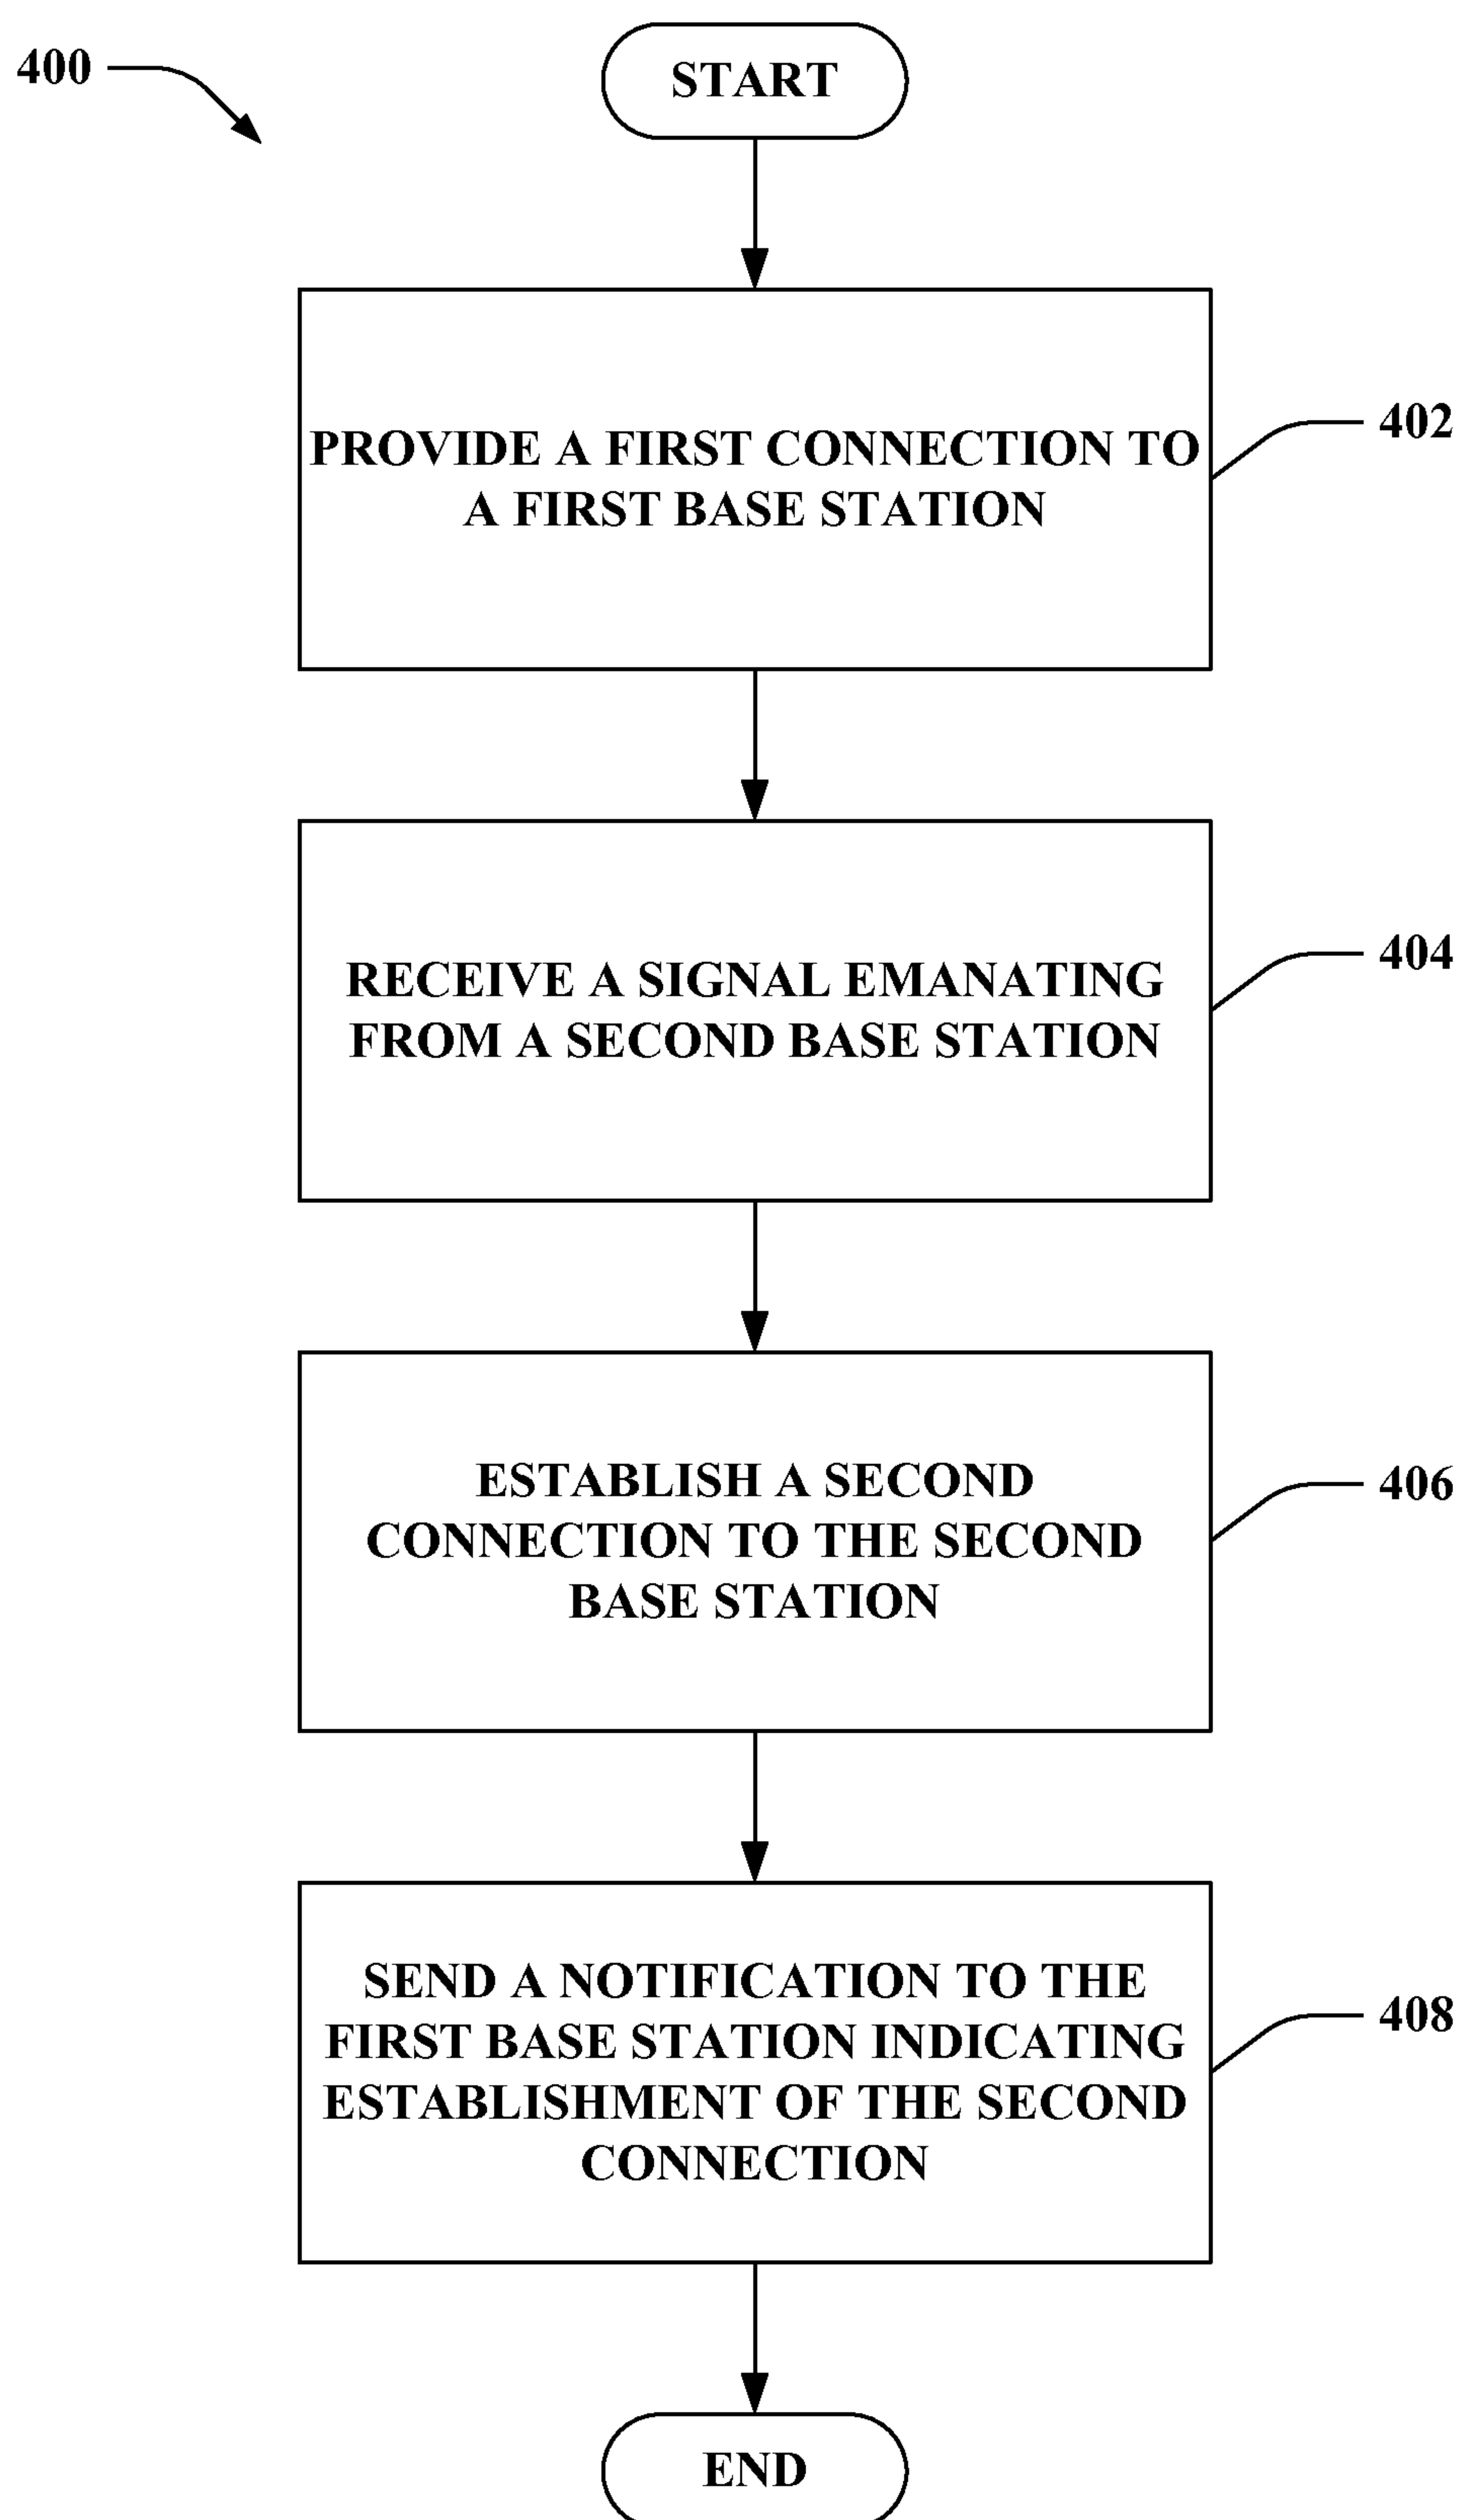 400
START
PROVIDE A FIRST CONNECTION TO
A FIRST BASE STATION
402
RECEIVE A SIGNAL EMANATING
FROM A SECOND BASE STATION
404
ESTABLISH A SECOND
CONNECTION TO THE SECOND
BASE STATION
406
SEND A NOTIFICATION TO THE
FIRST BASE STATION INDICATING
ESTABLISHMENT OF THE SECOND
CONNECTION
408
END